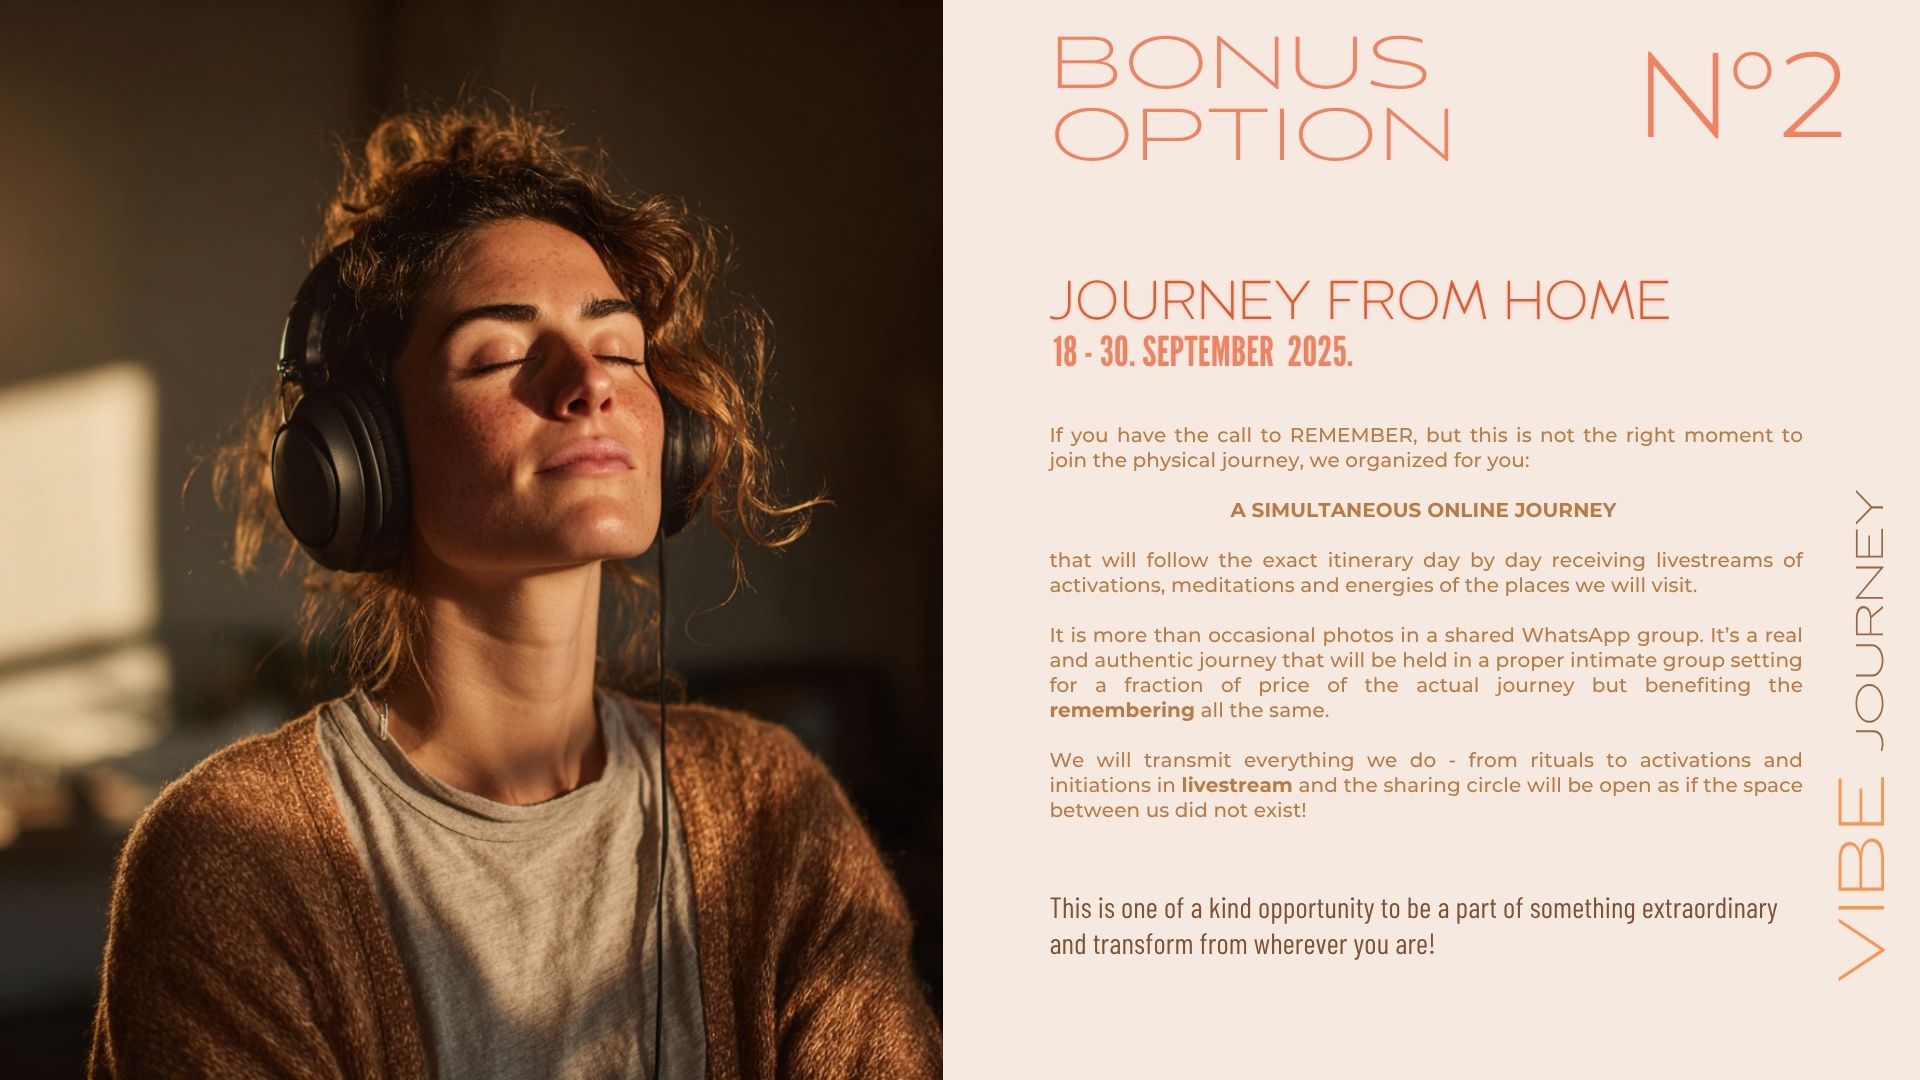 BONUS
OPTION
Nº2
JOURNEY FROM HOME
18 - 30. SEPTEMBER 2025.
If you have the call to REMEMBER, but this is not the right moment to
join the physical journey, we organized for you:
A SIMULTANEOUS ONLINE JOURNEY
that will follow the exact itinerary day by day receiving livestreams of
activations, meditations and energies of the places we will visit.
It is more than occasional photos in a shared WhatsApp group. It’s a real
and authentic journey that will be held in a proper intimate group setting
for a fraction of price of the actual journey but benefiting the
remembering all the same.
We will transmit everything we do - from rituals to activations and
initiations in livestream and the sharing circle will be open as if the space
between us did not exist!
This is one of a kind opportunity to be a part of something extraordinary
and transform from wherever you are!
VIBE JOURNEY